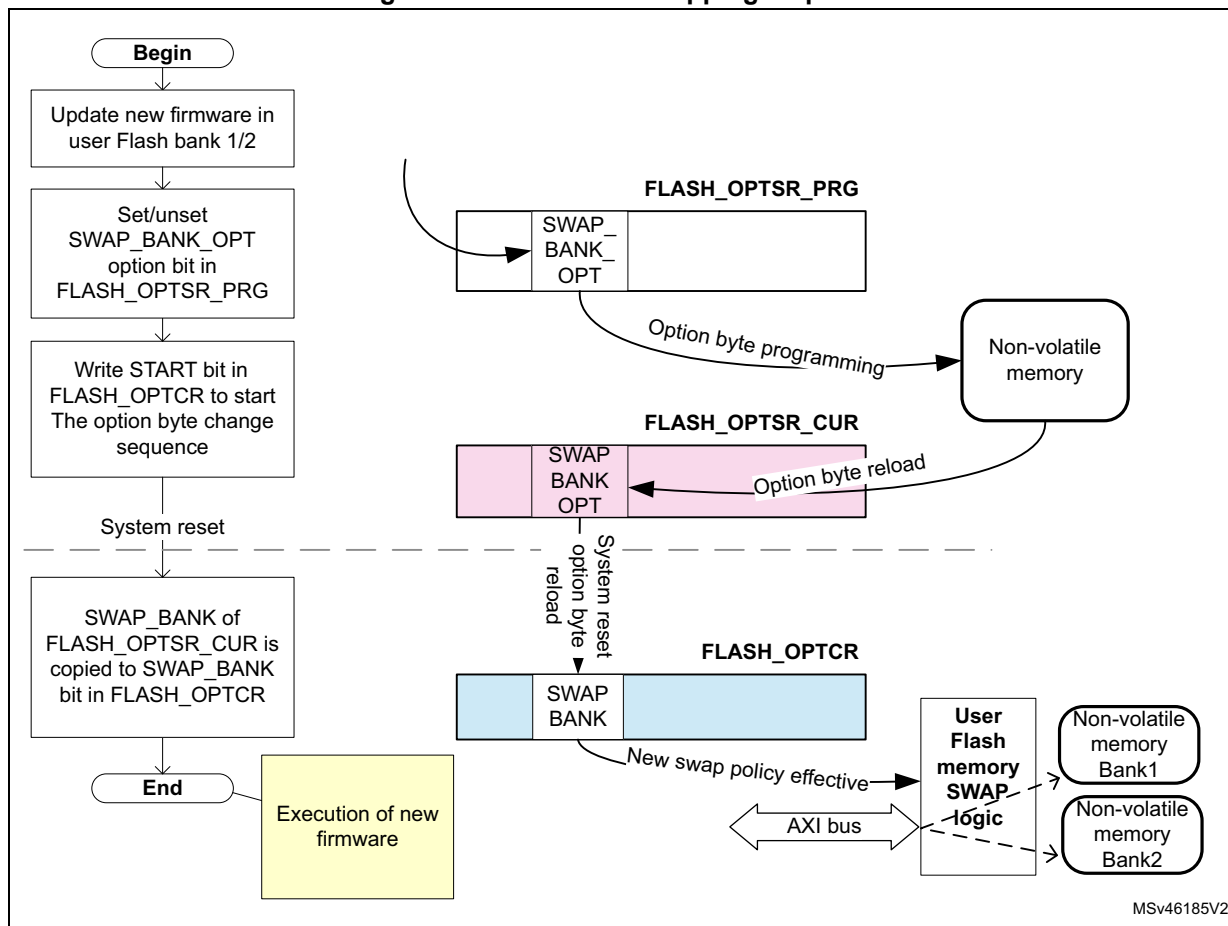 Begin
Update new firmware in
user Flash bank 1/2
Set/unset
SWAP_BANK_OPT
option bit in
FLASH_OPTSR_PRG
Write START bit in
FLASH_OPTCR to start
The option byte change
sequence
System reset
SWAP_BANK of
FLASH_OPTSR_CUR is
copied to SWAP_BANK
bit in FLASH_OPTCR
End
Execution of new
firmware
FLASH_OPTSR_PRG
SWAP_
BANK_
OPT
Option byte programming
Non-volatile
memory
FLASH_OPTSR_CUR
SWAP
BANK
OPT
Option byte reload
System reset
option byte
reload
FLASH_OPTCR
SWAP
BANK
New swap policy effective
AXI bus
User
Flash
memory
SWAP
logic
Non-volatile
memory
Bank1
Non-volatile
memory
Bank2
MSv46185V2